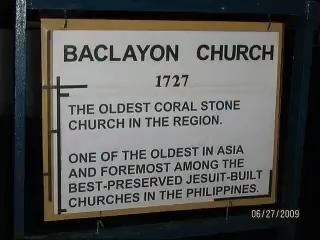 BACLAYON CHURCH
1727
THE OLDEST CORAL STONE
CHURCH IN THE REGION.
ONE OF THE OLDEST IN ASIA
AND FOREMOST AMONG THE
BEST-PRESERVED JESUIT-BUILT
CHURCHES IN THE PHILIPPINES.
06/27/2009